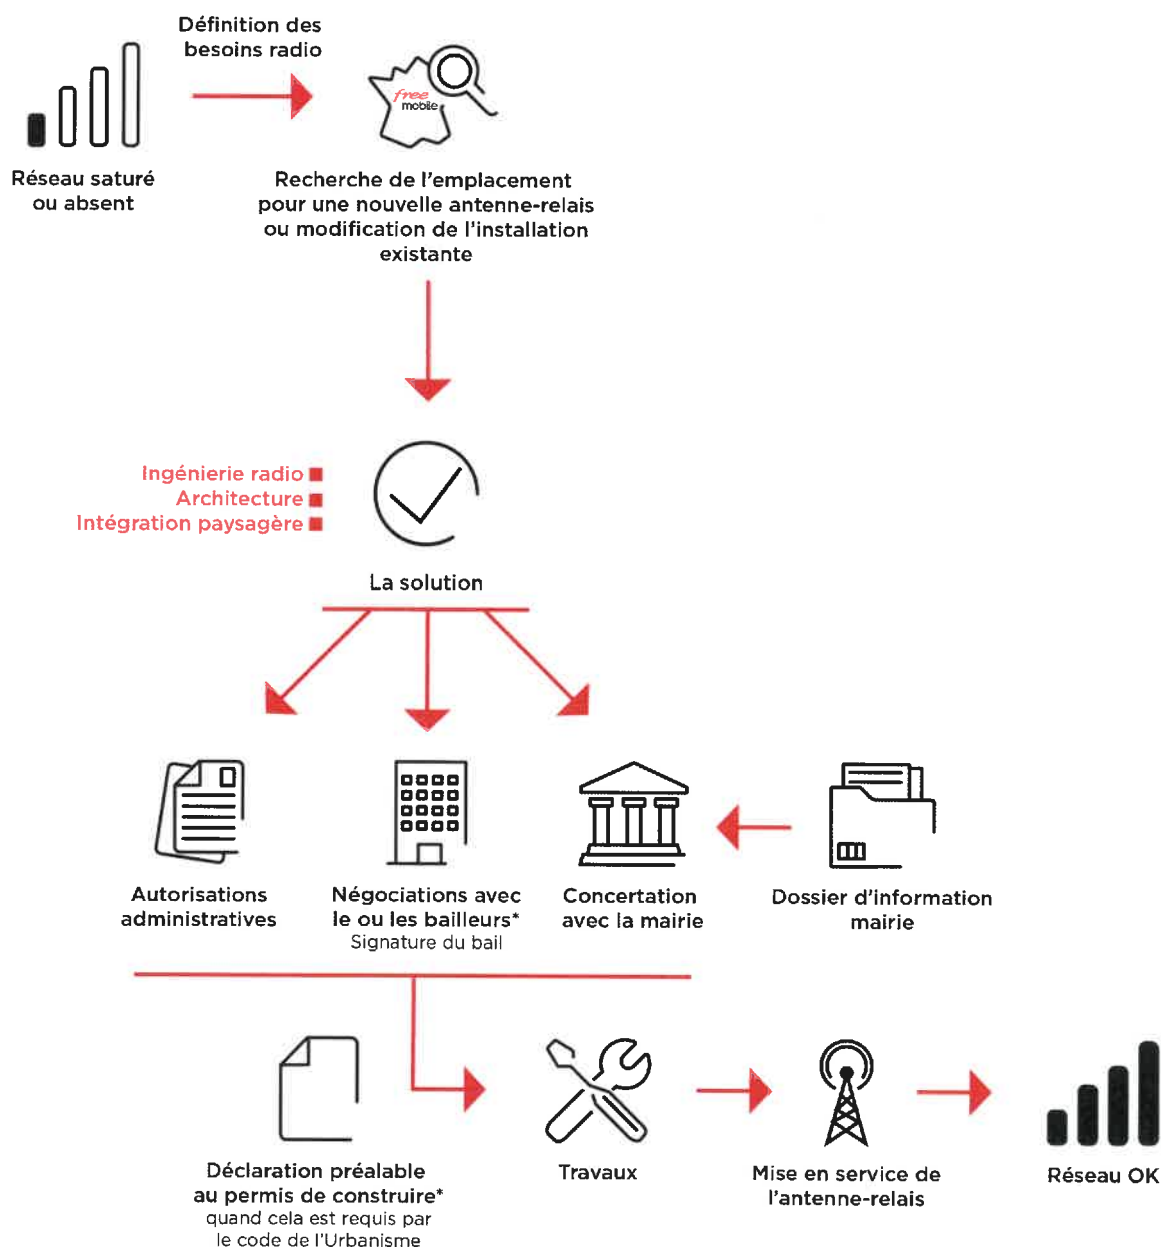 Définition des
besoins radio
free
mobile
Réseau saturé
ou absent
Recherche de l'emplacement
pour une nouvelle antenne-relais
ou modification de l'installation
existante
Ingénierie radio
Architecture
Intégration paysagère
La solution
Autorisations
administratives
Négociations avec
le ou les bailleurs*
Signature du bail
Concertation
avec la mairie
Dossier d'information
mairie
Déclaration préalable
au permis de construire*
quand cela est requis par
le code de l'Urbanisme
Travaux
Mise en service de
l'antenne-relais
Réseau OK